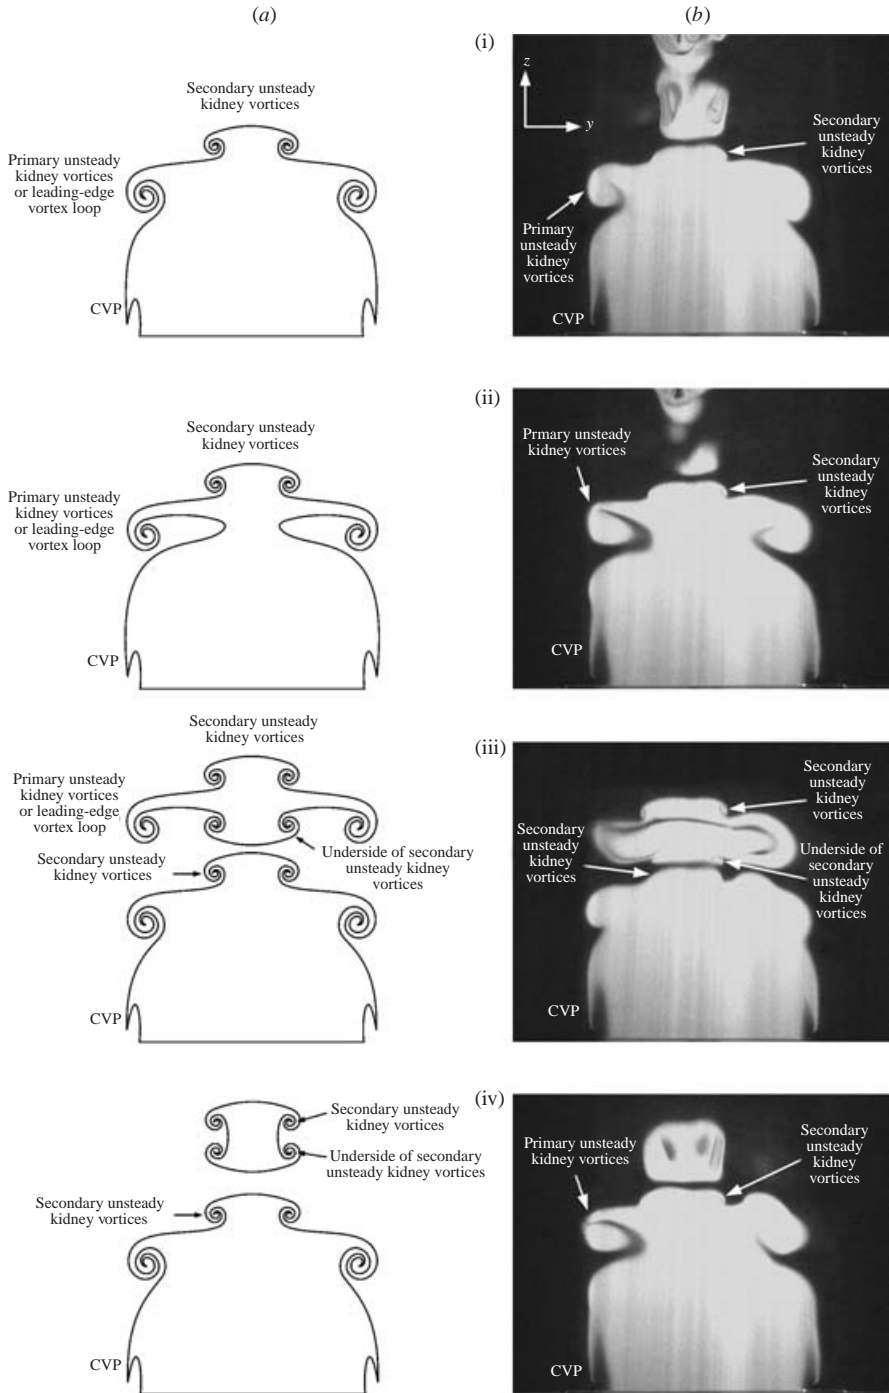 (a)
(b)
(i)
Secondary unsteady
kidney vortices
Primary unsteady
kidney vortices
or leading-edge
vortex loop
CVP
z
y
Secondary
unsteady
kidney
vortices
Primary
unsteady
kidney
vortices
CVP
(ii)
Secondary unsteady
kidney vortices
Primary unsteady
kidney vortices
or leading-edge
vortex loop
CVP
Prmary unsteady
kidney vortices
Secondary
unsteady
kidney
vortices
CVP
(iii)
Secondary unsteady
kidney vortices
Primary unsteady
kidney vortices
or leading-edge
vortex loop
Secondary unsteady
kidney vortices
Underside of secondary
unsteady kidney
vortices
CVP
Secondary
unsteady
kidney
vortices
Secondary
unsteady
kidney
vortices
Underside of
secondary
unsteady
kidney
vortices
CVP
(iv)
Secondary unsteady
kidney vortices
Underside of secondary
unsteady kidney vortices
Secondary unsteady
kidney vortices
CVP
Primary unsteady
kidney vortices
Secondary
unsteady
kidney
vortices
CVP